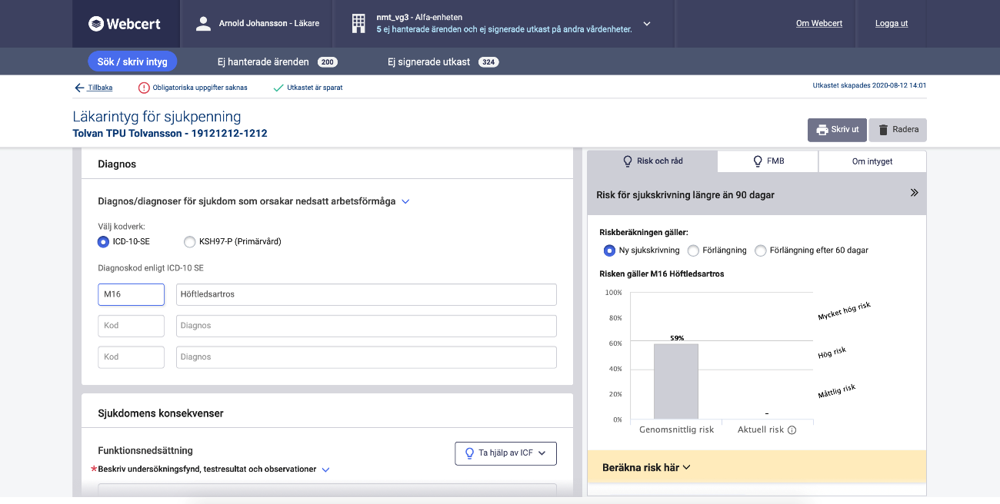 Webcert
Arnold Johansson - Läkare
nmt_vg3 - Alfa-enheten
5 ej hanterade ärenden och ej signerade utkast på andra vårdenheter.
Om Webcert
Logga ut
Sök / skriv intyg
Ej hanterade ärenden 200
Ej signerade utkast 324
Tillbaka
Obligatoriska uppgifter saknas
Utkastet är sparat
Utkastet skapades 2020-08-12 14:01
Läkarintyg för sjukpenning
Tolvan TPU Tolvansson - 19121212-1212
Skriv ut
Radera
Diagnos
Diagnos/diagnoser för sjukdom som orsakar nedsatt arbetsförmåga
Välj kodverk:
ICD-10-SE
KSH97-P (Primärvård)
Diagnoskod enligt ICD-10 SE
M16
Höftledsartros
Kod
Diagnos
Kod
Diagnos
Sjukdomens konsekvenser
Funktionsnedsättning
Ta hjälp av ICF
*Beskriv undersökningsfynd, testresultat och observationer
Risk och råd
FMB
Om intyget
Risk för sjukskrivning längre än 90 dagar
Riskberäkningen gäller:
Ny sjukskrivning
Förlängning
Förlängning efter 60 dagar
Risken gäller M16 Höftledsartros
100%
80%
60%
40%
20%
0%
59%
-
Mycket hög risk
Hög risk
Måttlig risk
Genomsnittlig risk
Aktuell risk
Beräkna risk här